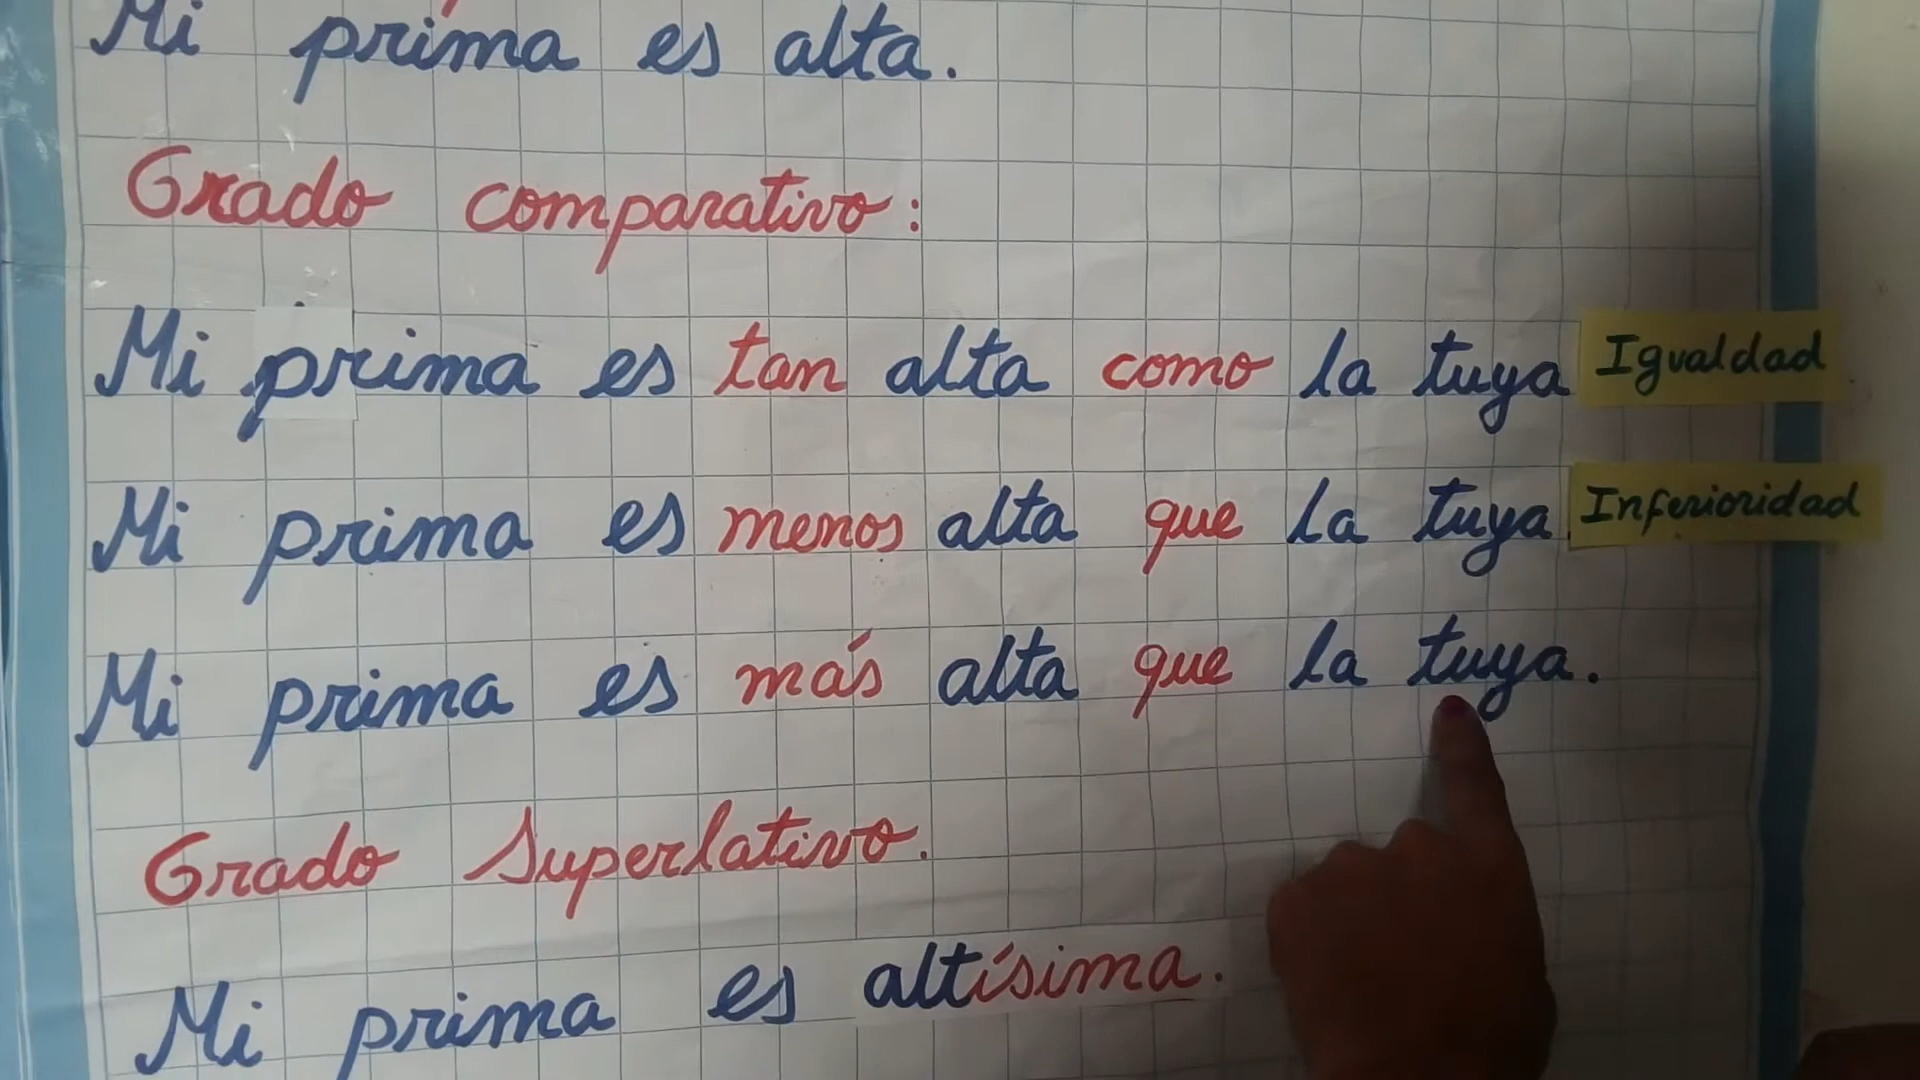 Mi prima es alta.
Grado comparativo:
Mi prima es tan alta como la tuya Igualdad
Mi prima es menos alta que la tuya. Inferioridad
Mi prima es más alta que la tuya.
Grado Superlativo.
Mi prima es altísima.